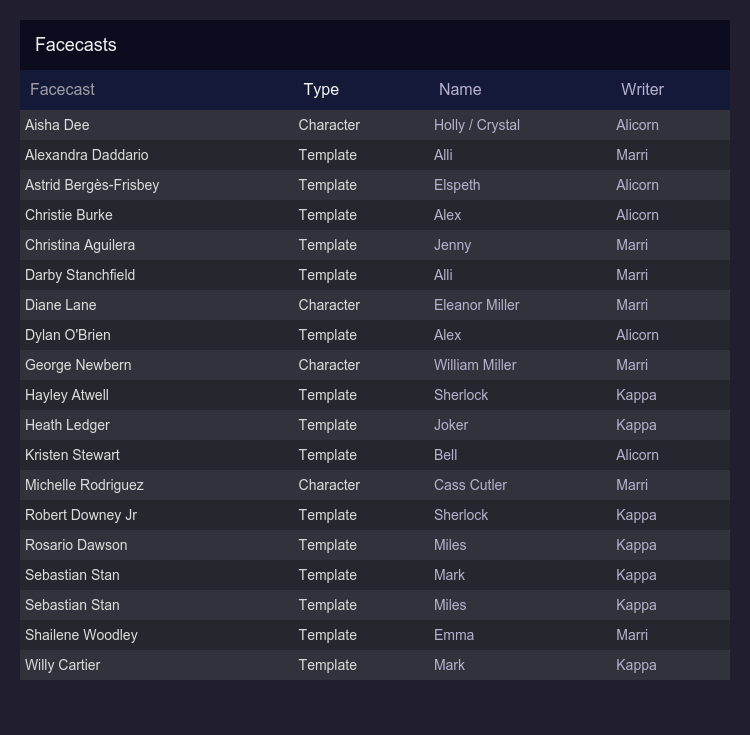 Facecasts
Facecast Type Name Writer
Aisha Dee Character Holly / Crystal Alicorn
Alexandra Daddario Template Alli Marri
Astrid Bergès-Frisbey Template Elspeth Alicorn
Christie Burke Template Alex Alicorn
Christina Aguilera Template Jenny Marri
Darby Stanchfield Template Alli Marri
Diane Lane Character Eleanor Miller Marri
Dylan O'Brien Template Alex Alicorn
George Newbern Character William Miller Marri
Hayley Atwell Template Sherlock Kappa
Heath Ledger Template Joker Kappa
Kristen Stewart Template Bell Alicorn
Michelle Rodriguez Character Cass Cutler Marri
Robert Downey Jr Template Sherlock Kappa
Rosario Dawson Template Miles Kappa
Sebastian Stan Template Mark Kappa
Sebastian Stan Template Miles Kappa
Shailene Woodley Template Emma Marri
Willy Cartier Template Mark Kappa